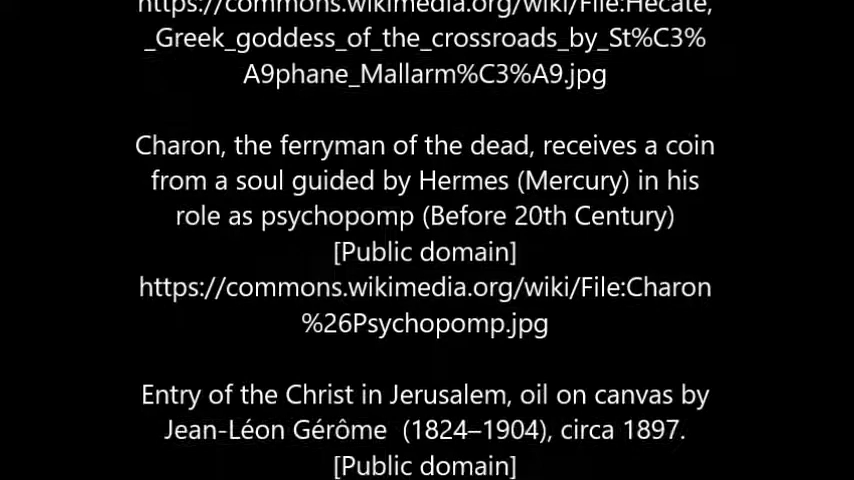 https://commons.wikimedia.org/wiki/File:Hecate,
_Greek_goddess_of_the_crossroads_by_St%C3%
A9phane_Mallarm%C3%A9.jpg
Charon, the ferryman of the dead, receives a coin
from a soul guided by Hermes (Mercury) in his
role as psychopomp (Before 20th Century)
[Public domain]
https://commons.wikimedia.org/wiki/File:Charon
%26Psychopomp.jpg
Entry of the Christ in Jerusalem, oil on canvas by
Jean-Léon Gérôme  (1824–1904), circa 1897.
[Public domain]